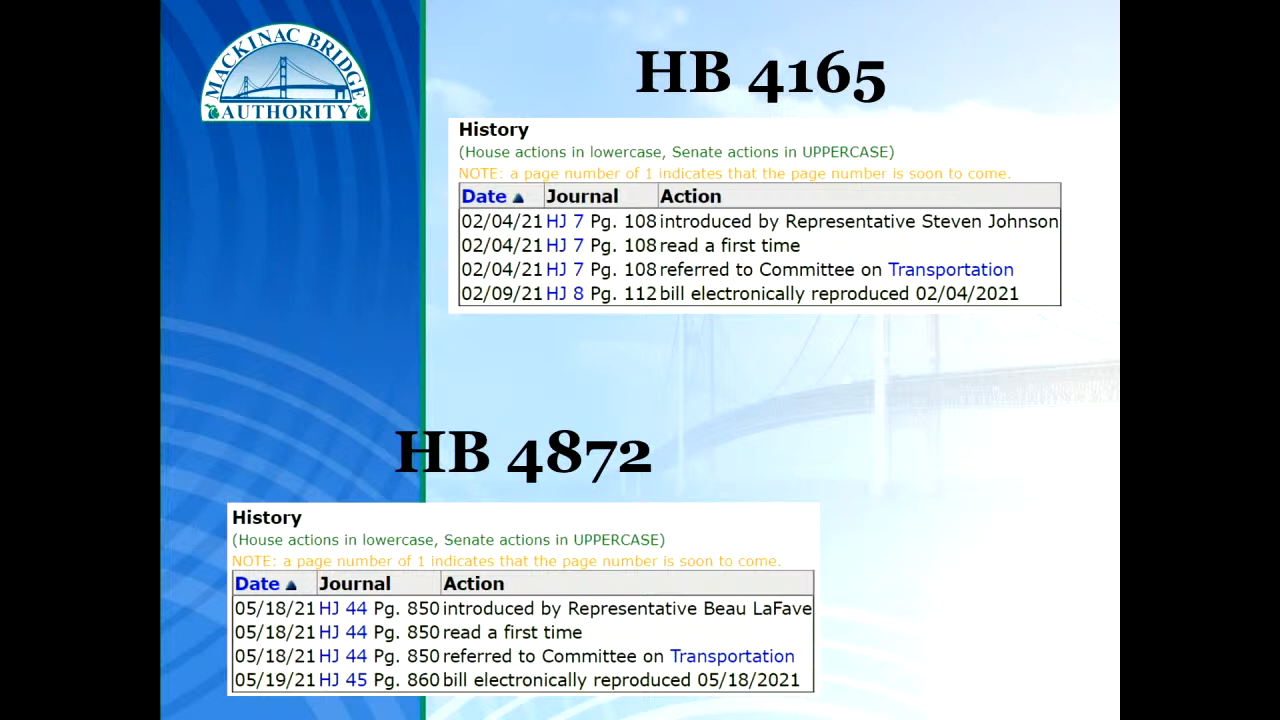 MACKINAC BRIDGE
AUTHORITY
HB 4165
History
(House actions in lowercase, Senate actions in UPPERCASE)
NOTE: a page number of 1 indicates that the page number is soon to come.
Date ▲ Journal Action
02/04/21 HJ 7 Pg. 108 introduced by Representative Steven Johnson
02/04/21 HJ 7 Pg. 108 read a first time
02/04/21 HJ 7 Pg. 108 referred to Committee on Transportation
02/09/21 HJ 8 Pg. 112 bill electronically reproduced 02/04/2021
HB 4872
History
(House actions in lowercase, Senate actions in UPPERCASE)
NOTE: a page number of 1 indicates that the page number is soon to come.
Date ▲ Journal Action
05/18/21 HJ 44 Pg. 850 introduced by Representative Beau LaFave
05/18/21 HJ 44 Pg. 850 read a first time
05/18/21 HJ 44 Pg. 850 referred to Committee on Transportation
05/19/21 HJ 45 Pg. 860 bill electronically reproduced 05/18/2021